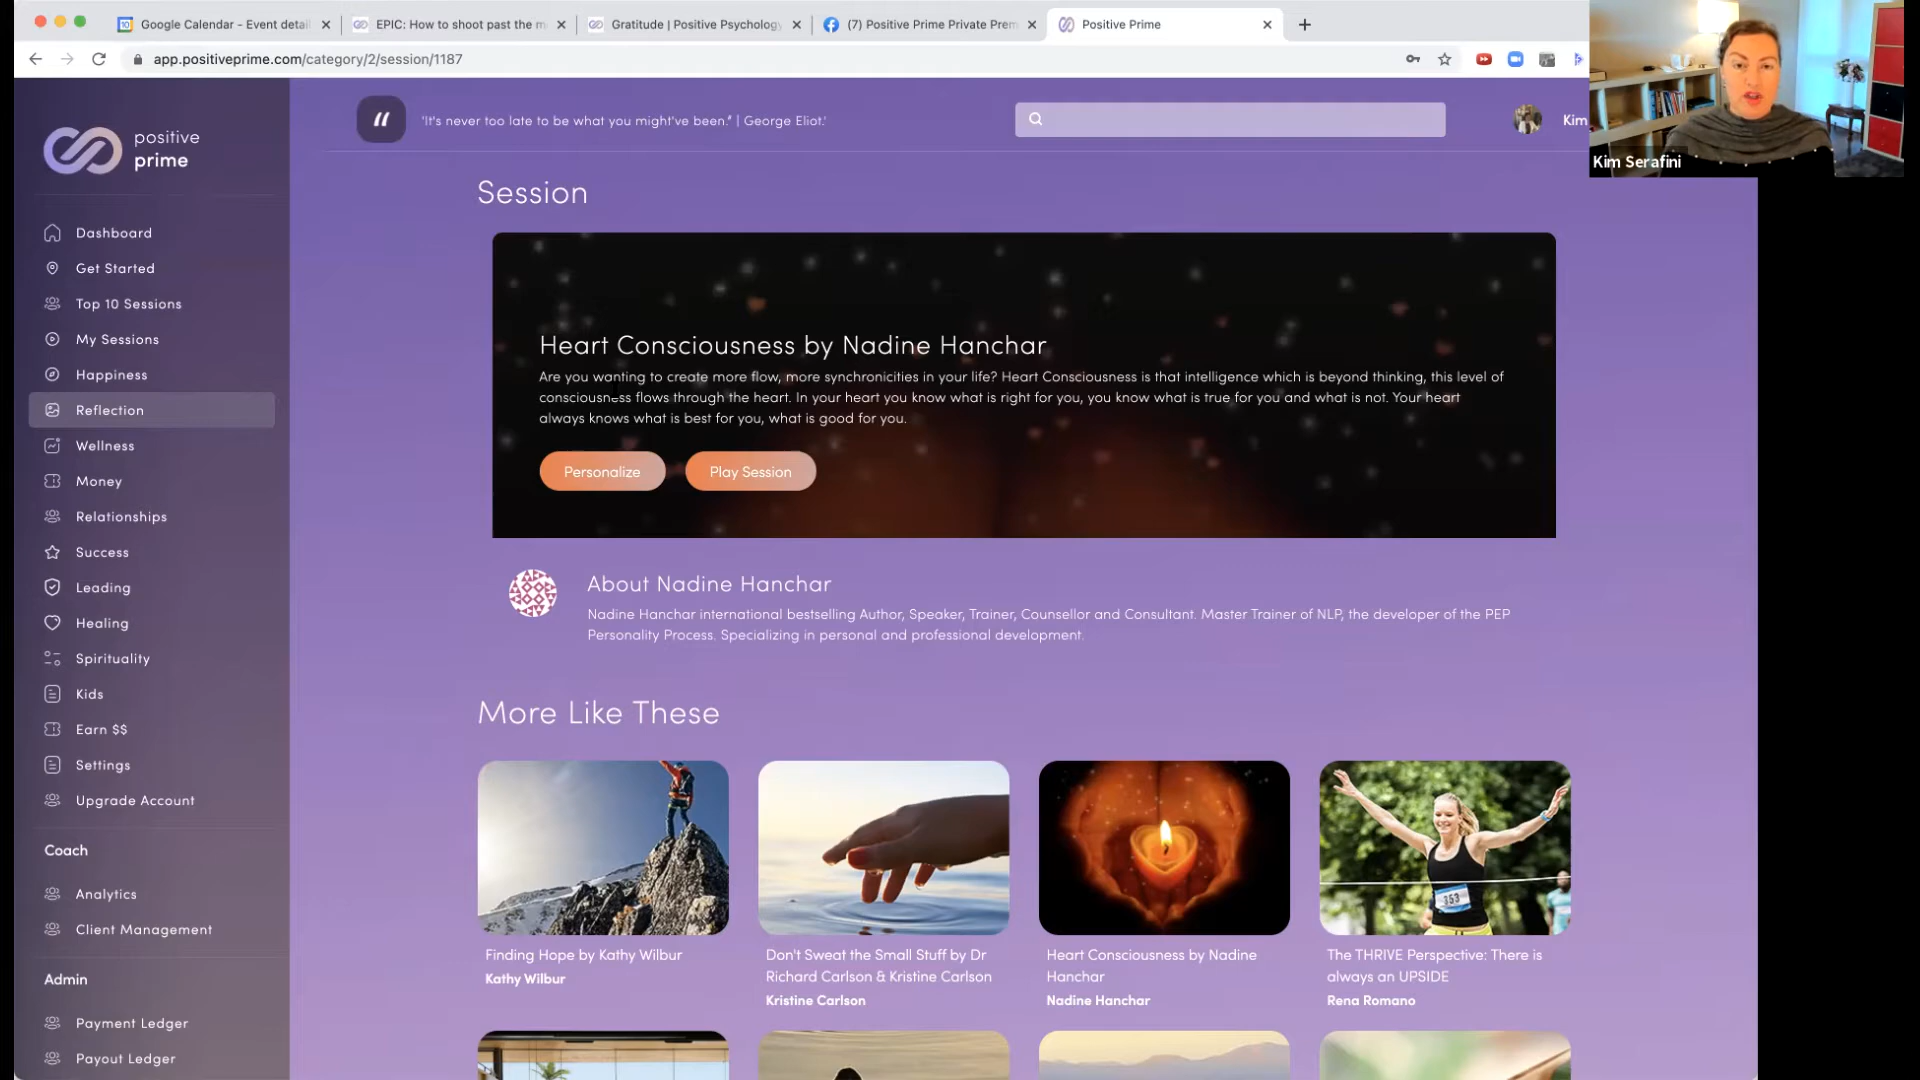 Google Calendar - Event detail
EPIC: How to shoot past the m
Gratitude | Positive Psychology
(7) Positive Prime Private Prem
Positive Prime
app.positiveprime.com/category/2/session/1187
positive
prime
'It's never too late to be what you might've been." | George Eliot.'
Kim
Kim Serafini
Dashboard
Get Started
Top 10 Sessions
My Sessions
Happiness
Reflection
Wellness
Money
Relationships
Success
Leading
Healing
Spirituality
Kids
Earn $$
Settings
Upgrade Account
Coach
Analytics
Client Management
Admin
Payment Ledger
Payout Ledger
Session
Heart Consciousness by Nadine Hanchar
Are you wanting to create more flow, more synchronicities in your life? Heart Consciousness is that intelligence which is beyond thinking, this level of
consciousness flows through the heart. In your heart you know what is right for you, you know what is true for you and what is not. Your heart
always knows what is best for you, what is good for you.
Personalize
Play Session
About Nadine Hanchar
Nadine Hanchar international bestselling Author, Speaker, Trainer, Counsellor and Consultant. Master Trainer of NLP, the developer of the PEP
Personality Process. Specializing in personal and professional development.
More Like These
353
Finding Hope by Kathy Wilbur
Kathy Wilbur
Don't Sweat the Small Stuff by Dr
Richard Carlson & Kristine Carlson
Kristine Carlson
Heart Consciousness by Nadine
Hanchar
Nadine Hanchar
The THRIVE Perspective: There is
always an UPSIDE
Rena Romano